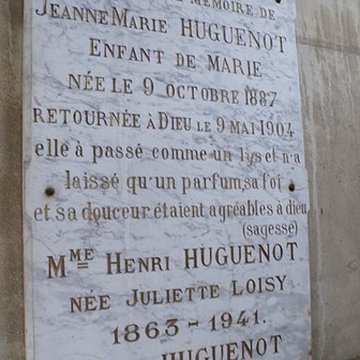 MÉMOIRE DE
JEANNE MARIE HUGUENOT
ENFANT DE MARIE
NÉE LE 9 OCTOBRE 1887
RETOURNÉE À DIEU LE 9 MAI 1904
elle à passé comme un lys et n'a
laissé qu'un parfum, sa foi
et sa douceur étaient agréables à dieu
(sagesse)
MME HENRI HUGUENOT
NÉE JULIETTE LOISY
1863 - 1941.
HUGUENOT